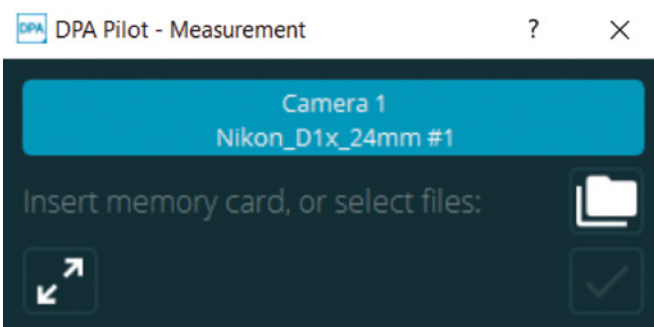 DPA DPA Pilot - Measurement ?
Camera 1
Nikon_D1x_24mm #1
Insert memory card, or select files: